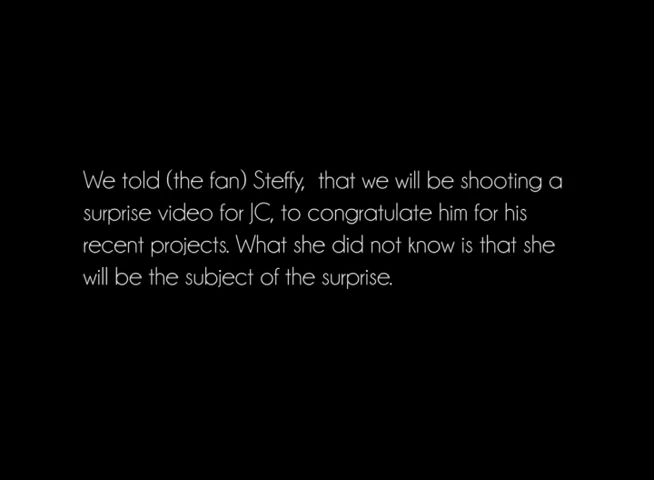 We told (the fan) Steffy,  that we will be shooting a
surprise video for JC, to congratulate him for his
recent projects. What she did not know is that she
will be the subject of the surprise.